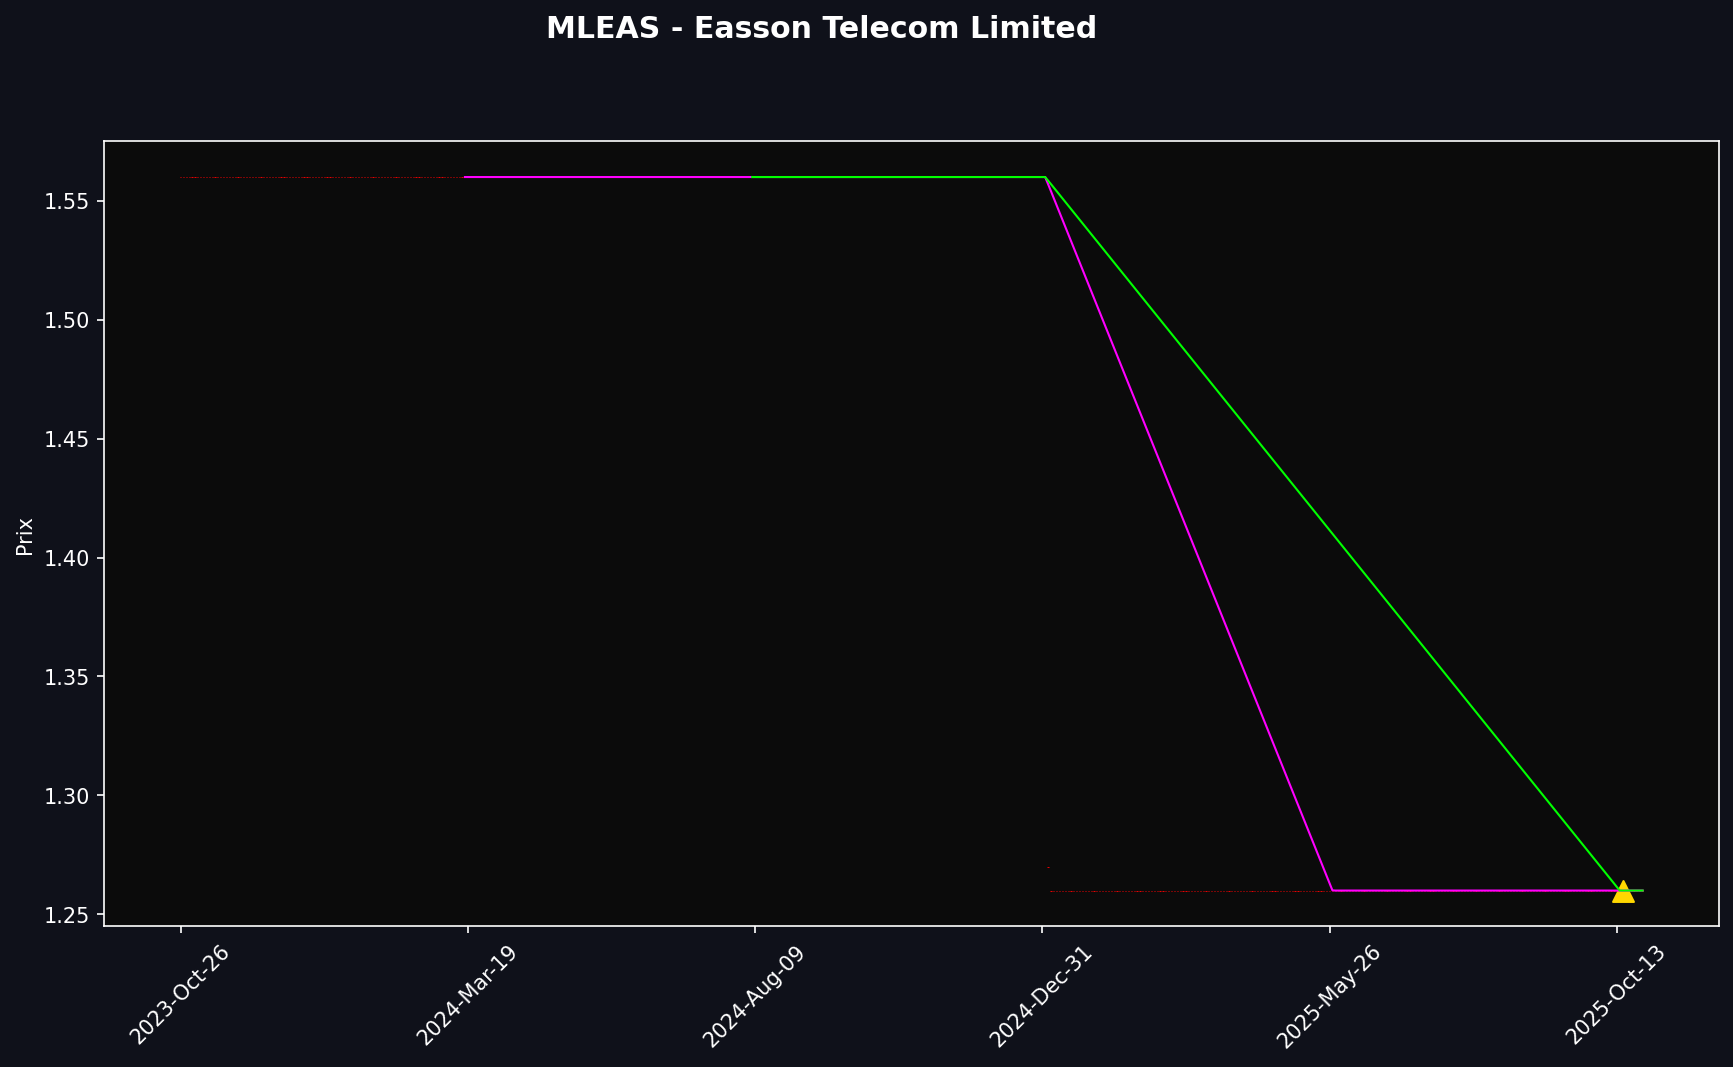 MLEAS - Easson Telecom Limited
Prix
1.55
1.50
1.45
1.40
1.35
1.30
1.25
2023-Oct-26
2024-Mar-19
2024-Aug-09
2024-Dec-31
2025-May-26
2025-Oct-13